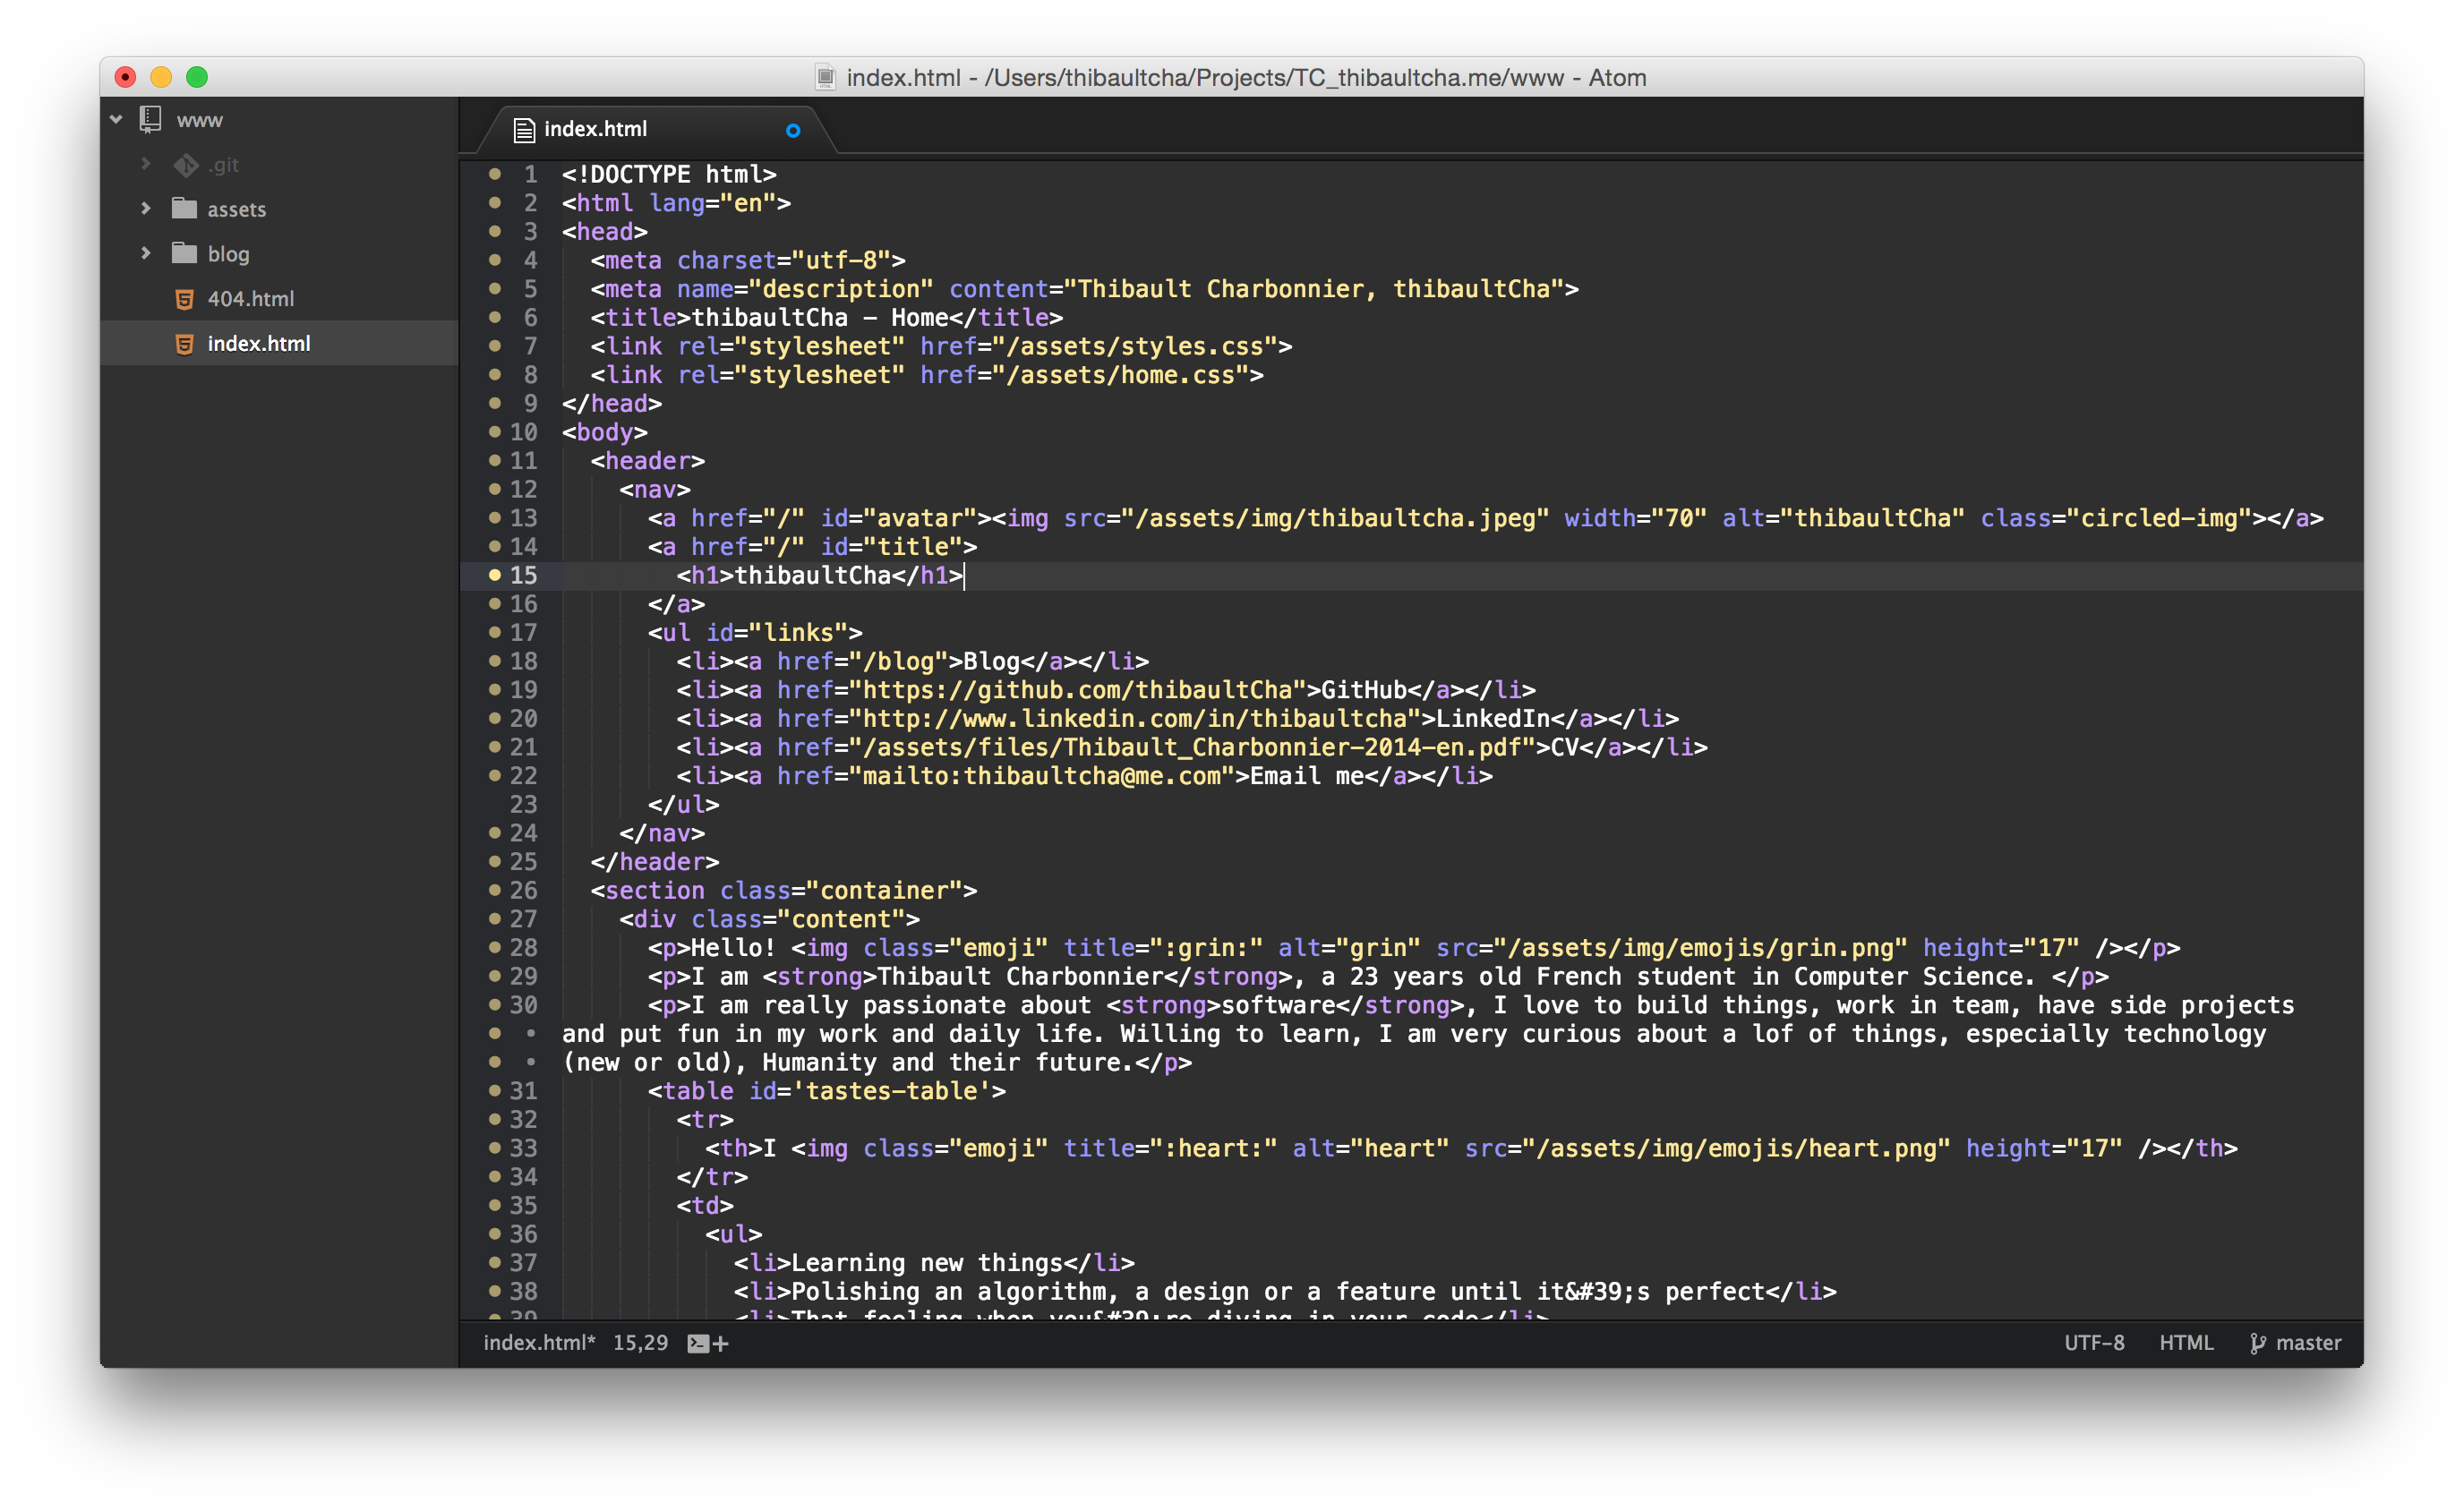 index.html - /Users/thibaultcha/Projects/TC_thibaultcha.me/www - Atom
www
.git
assets
blog
404.html
index.html
index.html
1 <!DOCTYPE html>
2 <html lang="en">
3 <head>
4 <meta charset="utf-8">
5 <meta name="description" content="Thibault Charbonnier, thibaultCha">
6 <title>thibaultCha - Home</title>
7 <link rel="stylesheet" href="/assets/styles.css">
8 <link rel="stylesheet" href="/assets/home.css">
9 </head>
10 <body>
11 <header>
12 <nav>
13 <a href="/" id="avatar"><img src="/assets/img/thibaultcha.jpeg" width="70" alt="thibaultCha" class="circled-img"></a>
14 <a href="/" id="title">
15 <h1>thibaultCha</h1>
16 </a>
17 <ul id="links">
18 <li><a href="/blog">Blog</a></li>
19 <li><a href="https://github.com/thibaultCha">GitHub</a></li>
20 <li><a href="http://www.linkedin.com/in/thibaultcha">LinkedIn</a></li>
21 <li><a href="/assets/files/Thibault_Charbonnier-2014-en.pdf">CV</a></li>
22 <li><a href="mailto:thibaultcha@me.com">Email me</a></li>
23 </ul>
24 </nav>
25 </header>
26 <section class="container">
27 <div class="content">
28 <p>Hello! <img class="emoji" title=":grin:" alt="grin" src="/assets/img/emojis/grin.png" height="17" /></p>
29 <p>I am <strong>Thibault Charbonnier</strong>, a 23 years old French student in Computer Science. </p>
30 <p>I am really passionate about <strong>software</strong>, I love to build things, work in team, have side projects
• and put fun in my work and daily life. Willing to learn, I am very curious about a lof of things, especially technology
• (new or old), Humanity and their future.</p>
31 <table id='tastes-table'>
32 <tr>
33 <th>I <img class="emoji" title=":heart:" alt="heart" src="/assets/img/emojis/heart.png" height="17" /></th>
34 </tr>
35 <td>
36 <ul>
37 <li>Learning new things</li>
38 <li>Polishing an algorithm, a design or a feature until it&#39;s perfect</li>
39 <li>That feeling when you&#39;re diving in your code</li>
index.html* 15,29
UTF-8 HTML master